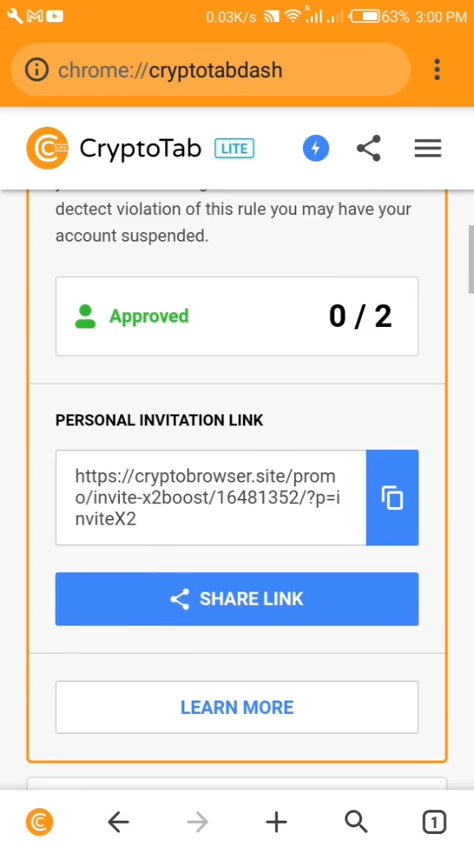 0.03K/s R 63% 3:00 PM
chrome://cryptotabdash
CryptoTab LITE
dectect violation of this rule you may have your
account suspended.
Approved 0 / 2
PERSONAL INVITATION LINK
https://cryptobrowser.site/prom
o/invite-x2boost/16481352/?p=i
nviteX2
SHARE LINK
LEARN MORE
1